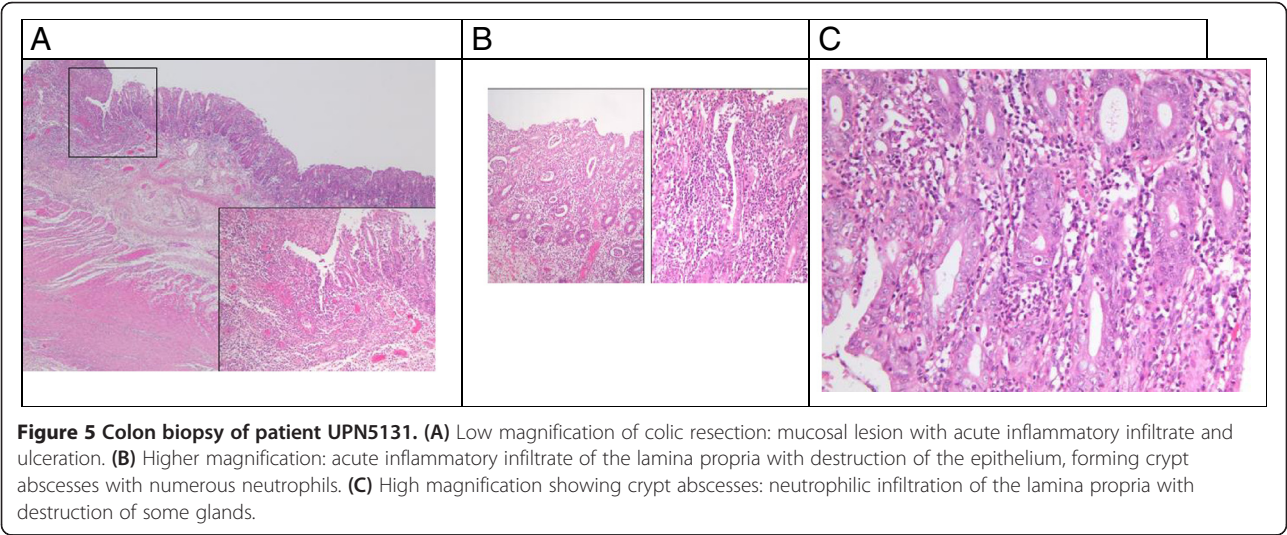 A
B
C
Figure 5 Colon biopsy of patient UPN5131. (A) Low magnification of colic resection: mucosal lesion with acute inflammatory infiltrate and
ulceration. (B) Higher magnification: acute inflammatory infiltrate of the lamina propria with destruction of the epithelium, forming crypt
abscesses with numerous neutrophils. (C) High magnification showing crypt abscesses: neutrophilic infiltration of the lamina propria with
destruction of some glands.